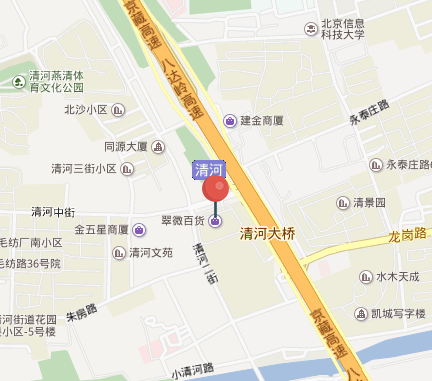 京藏高速
八达岭高速
北京信息
科技大学
清河燕清体
育文化公园
北沙小区
建金商厦
永泰庄路
同源大厦
清河三街小区
清河
永泰庄路6
清河中街
翠微百货
清景园
金五星商厦
清河大桥
龙岗路
毛纺厂南小区
清河文苑
清河二街
毛纺路36号院
水木天成
朱房路
京藏高速
凯城写字楼
清河街道花园
小区-5号楼
小清河路
八